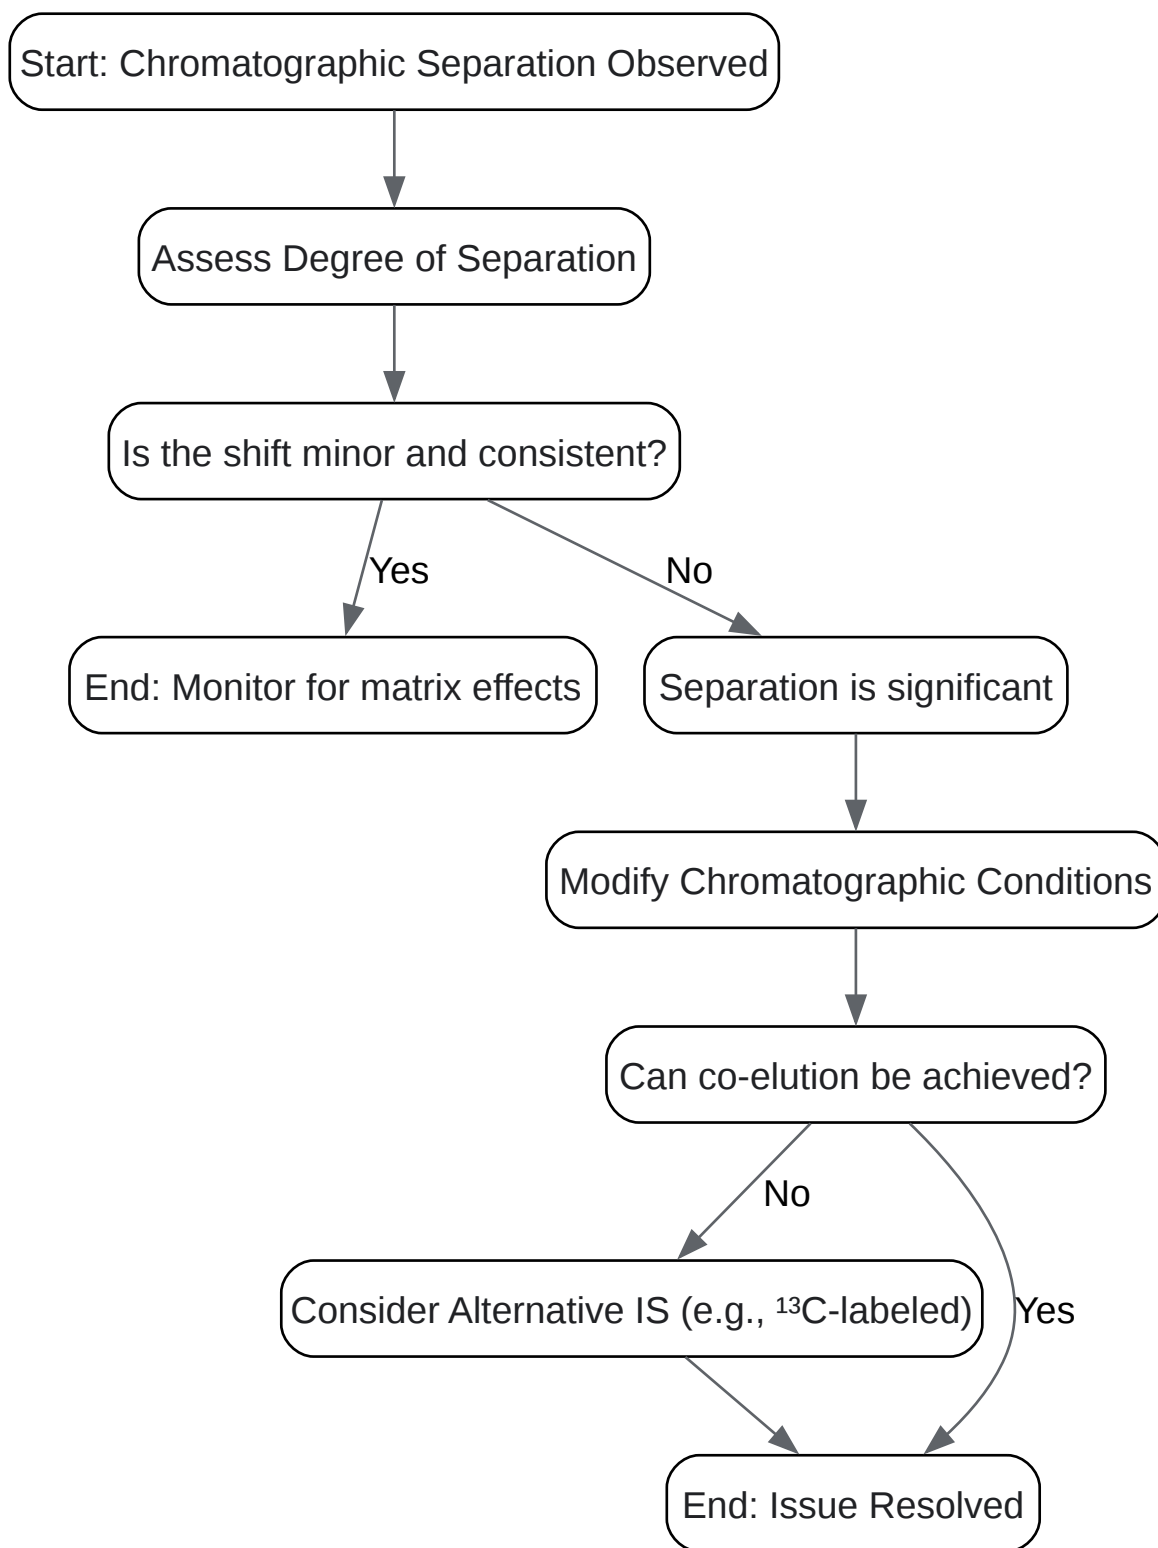 Start: Chromatographic Separation Observed
Assess Degree of Separation
Is the shift minor and consistent?
Yes
No
End: Monitor for matrix effects
Separation is significant
Modify Chromatographic Conditions
Can co-elution be achieved?
No
Consider Alternative IS (e.g., ¹³C-labeled)
Yes
End: Issue Resolved